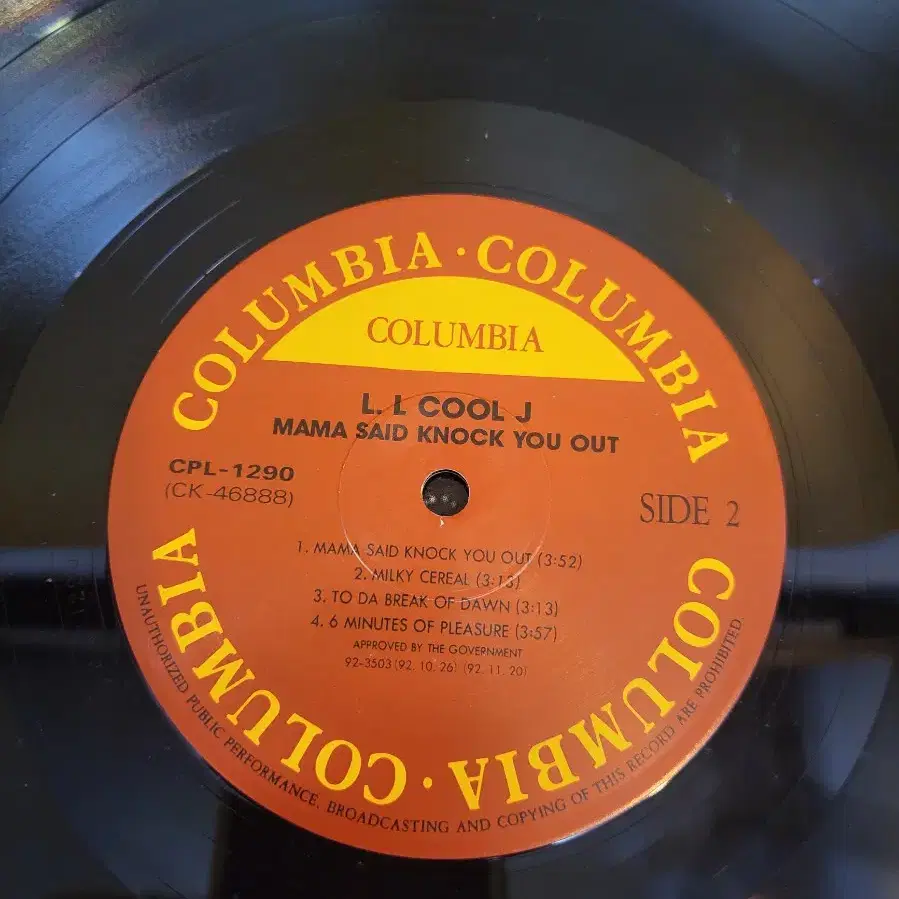 COLUMBIA · COLUMBIA
COLUMBIA
L. L COOL J
MAMA SAID KNOCK YOU OUT
CPL-1290
(CK-46888)
SIDE 2
1. MAMA SAID KNOCK YOU OUT (3:52)
2. MILKY CEREAL (3:13)
3. TO DA BREAK OF DAWN (3:13)
4. 6 MINUTES OF PLEASURE (3:57)
APPROVED BY THE GOVERNMENT
92-3503 (92. 10. 26) (92. 11. 20)
COLUMBIA · COLUMBIA
UNAUTHORIZED PUBLIC PERFORMANCE, BROADCASTING AND COPYING OF THIS RECORD ARE PROHIBITED.